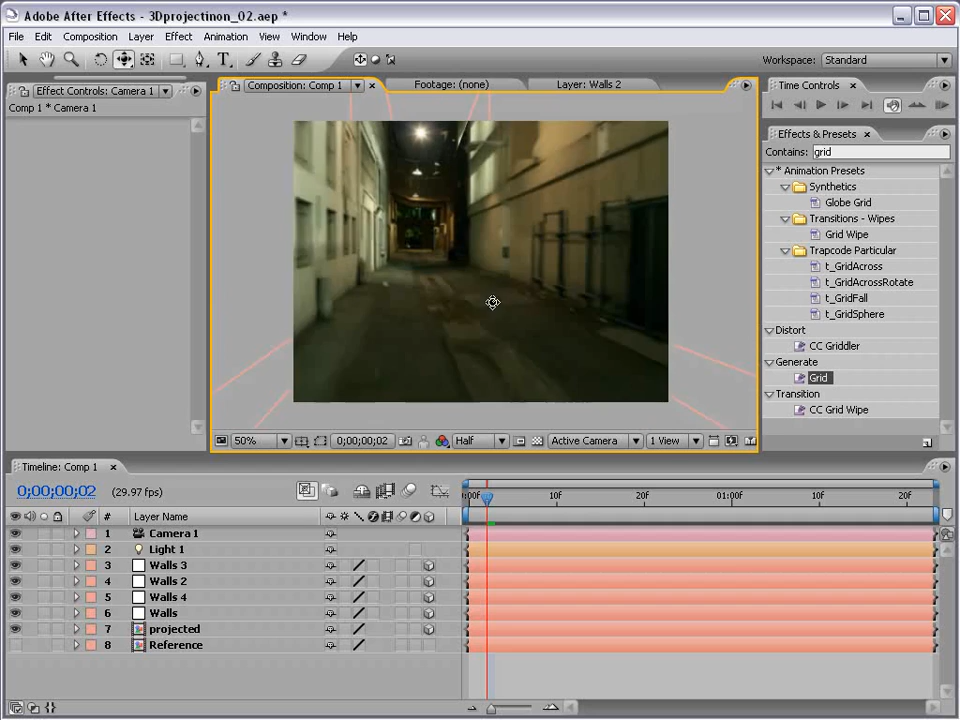 Adobe After Effects - 3Dprojectinon_02.aep *
File Edit Composition Layer Effect Animation View Window Help
T
Workspace: Standard
Effect Controls: Camera 1
Comp 1 * Camera 1
Composition: Comp 1
Footage: (none)
Layer: Walls 2
50%
0;00;00;02
Half
Active Camera
1 View
Time Controls
Effects & Presets
Contains: grid
* Animation Presets
Synthetics
Globe Grid
Transitions - Wipes
Grid Wipe
Trapcode Particular
t_GridAcross
t_GridAcrossRotate
t_GridFall
t_GridSphere
Distort
CC Griddler
Generate
Grid
Transition
CC Grid Wipe
Timeline: Comp 1
0;00;00;02 (29.97 fps)
:00f 10f 20f 01:00f 10f 20f
# Layer Name
1 Camera 1
2 Light 1
3 Walls 3
4 Walls 2
5 Walls 4
6 Walls
7 projected
8 Reference